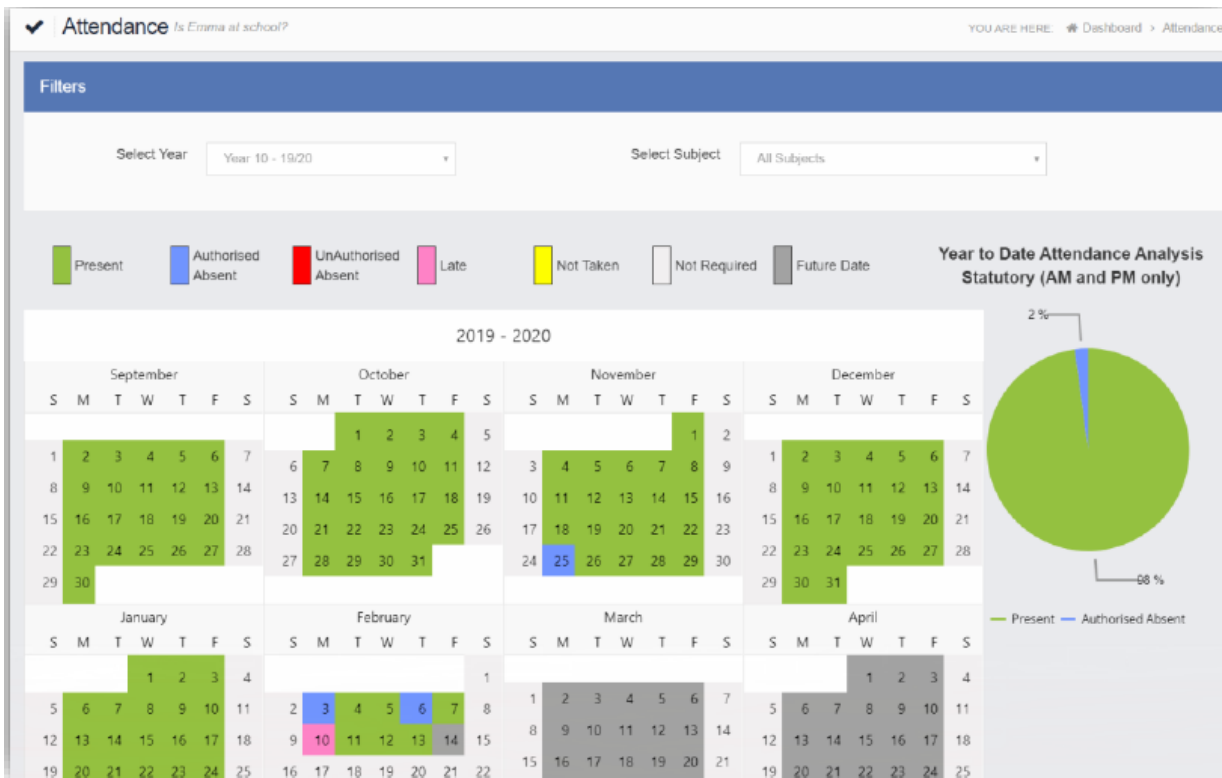 Attendance Is Emma at school?
YOU ARE HERE: Dashboard > Attendance
Filters
Select Year Year 10 - 19/20 Select Subject All Subjects
Present Authorised Absent UnAuthorised Absent Late Not Taken Not Required Future Date
Year to Date Attendance Analysis
Statutory (AM and PM only)
2019 - 2020
September October November December
S M T W T F S S M T W T F S S M T W T F S S M T W T F S
1 2 3 4 5 1 2
1 2 3 4 5 6 7 6 7 8 9 10 11 12 3 4 5 6 7 8 9 1 2 3 4 5 6 7
8 9 10 11 12 13 14 13 14 15 16 17 18 19 10 11 12 13 14 15 16 8 9 10 11 12 13 14
15 16 17 18 19 20 21 20 21 22 23 24 25 26 17 18 19 20 21 22 23 15 16 17 18 19 20 21
22 23 24 25 26 27 28 27 28 29 30 31 24 25 26 27 28 29 30 22 23 24 25 26 27 28
29 30 29 30 31
January February March April
S M T W T F S S M T W T F S S M T W T F S S M T W T F S
1 2 3 4 1 1 2 3 4
5 6 7 8 9 10 11 2 3 4 5 6 7 8 1 2 3 4 5 6 7 5 6 7 8 9 10 11
12 13 14 15 16 17 18 9 10 11 12 13 14 15 8 9 10 11 12 13 14 12 13 14 15 16 17 18
19 20 21 22 23 24 25 16 17 18 19 20 21 22 15 16 17 18 19 20 21 19 20 21 22 23 24 25
2 %
98 %
Present Authorised Absent